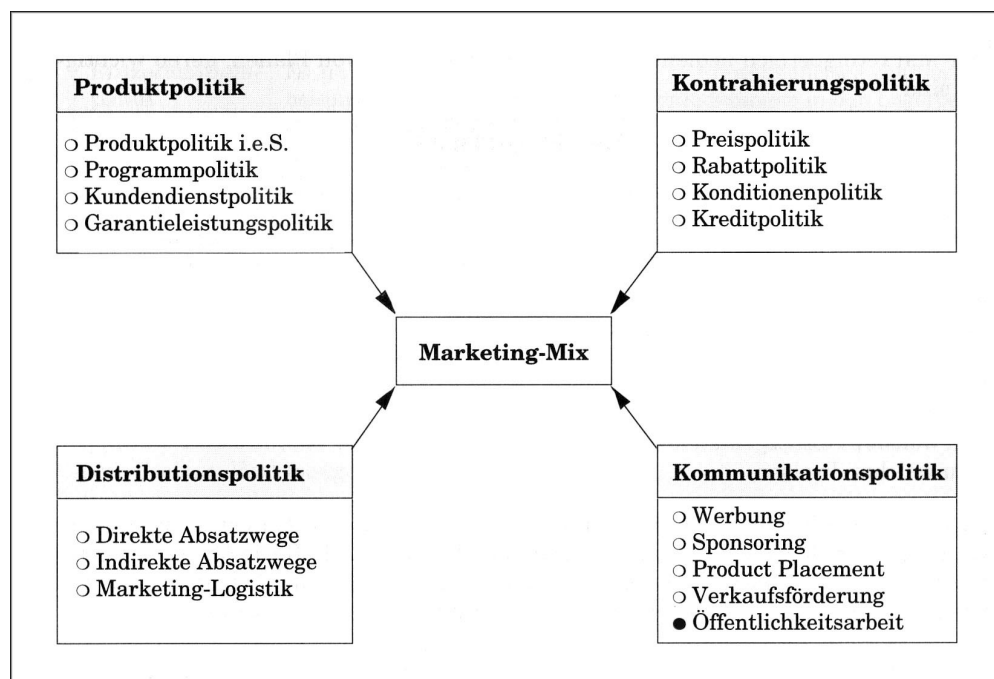 Produktpolitik
○ Produktpolitik i.e.S.
○ Programmpolitik
○ Kundendienstpolitik
○ Garantieleistungspolitik
Kontrahierungspolitik
○ Preispolitik
○ Rabattpolitik
○ Konditionenpolitik
○ Kreditpolitik
Marketing-Mix
Distributionspolitik
○ Direkte Absatzwege
○ Indirekte Absatzwege
○ Marketing-Logistik
Kommunikationspolitik
○ Werbung
○ Sponsoring
○ Product Placement
○ Verkaufsförderung
● Öffentlichkeitsarbeit